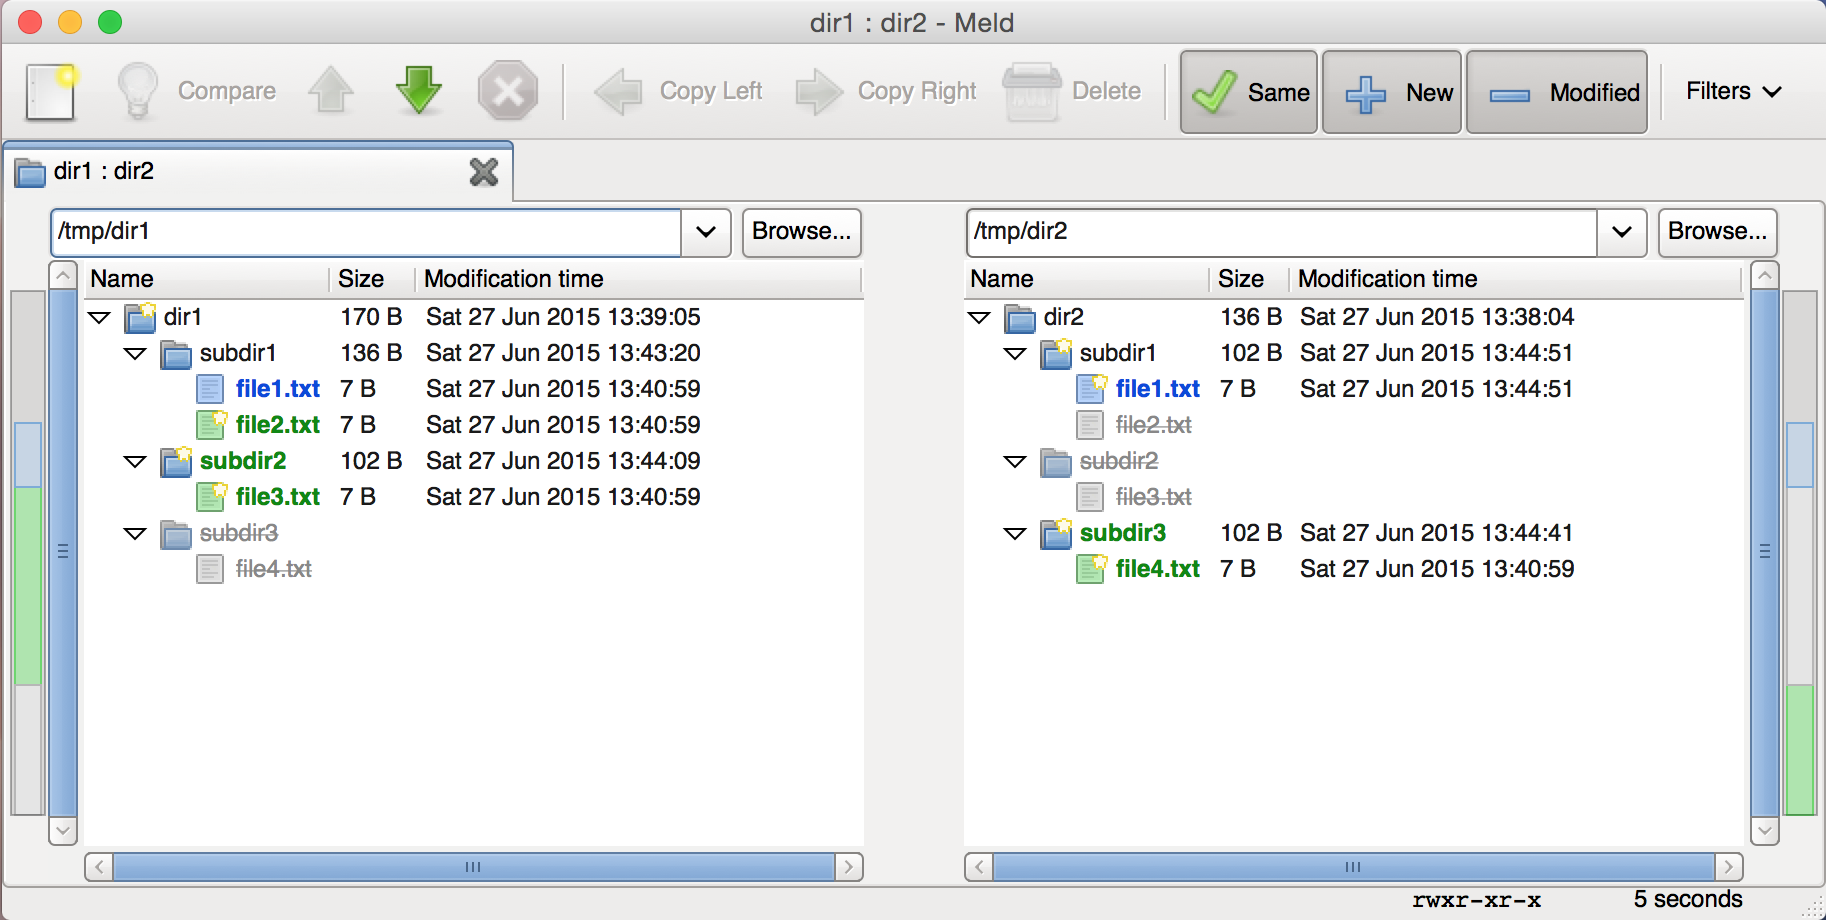 dir1 : dir2 - Meld
Compare Copy Left Copy Right Delete Same New Modified Filters
dir1 : dir2
/tmp/dir1 Browse... /tmp/dir2 Browse...
Name Size Modification time Name Size Modification time
dir1 170 B Sat 27 Jun 2015 13:39:05 dir2 136 B Sat 27 Jun 2015 13:38:04
subdir1 136 B Sat 27 Jun 2015 13:43:20 subdir1 102 B Sat 27 Jun 2015 13:44:51
file1.txt 7 B Sat 27 Jun 2015 13:40:59 file1.txt 7 B Sat 27 Jun 2015 13:44:51
file2.txt 7 B Sat 27 Jun 2015 13:40:59 file2.txt
subdir2 102 B Sat 27 Jun 2015 13:44:09 subdir2
file3.txt 7 B Sat 27 Jun 2015 13:40:59 file3.txt
subdir3 subdir3 102 B Sat 27 Jun 2015 13:44:41
file4.txt file4.txt 7 B Sat 27 Jun 2015 13:40:59
rwxr-xr-x 5 seconds